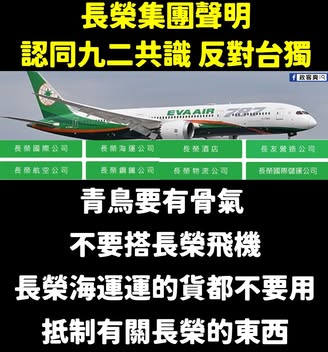 長榮集團聲明
認同九二共識 反對台獨
政客爽
EVA AIR 787
長榮國際公司 長榮海運公司 長榮酒店 長友營造公司
長榮航空公司 長榮鋼鐵公司 長榮物流公司 長榮國際儲運公司
青鳥要有骨氣
不要搭長榮飛機
長榮海運運的貨都不要用
抵制有關長榮的東西